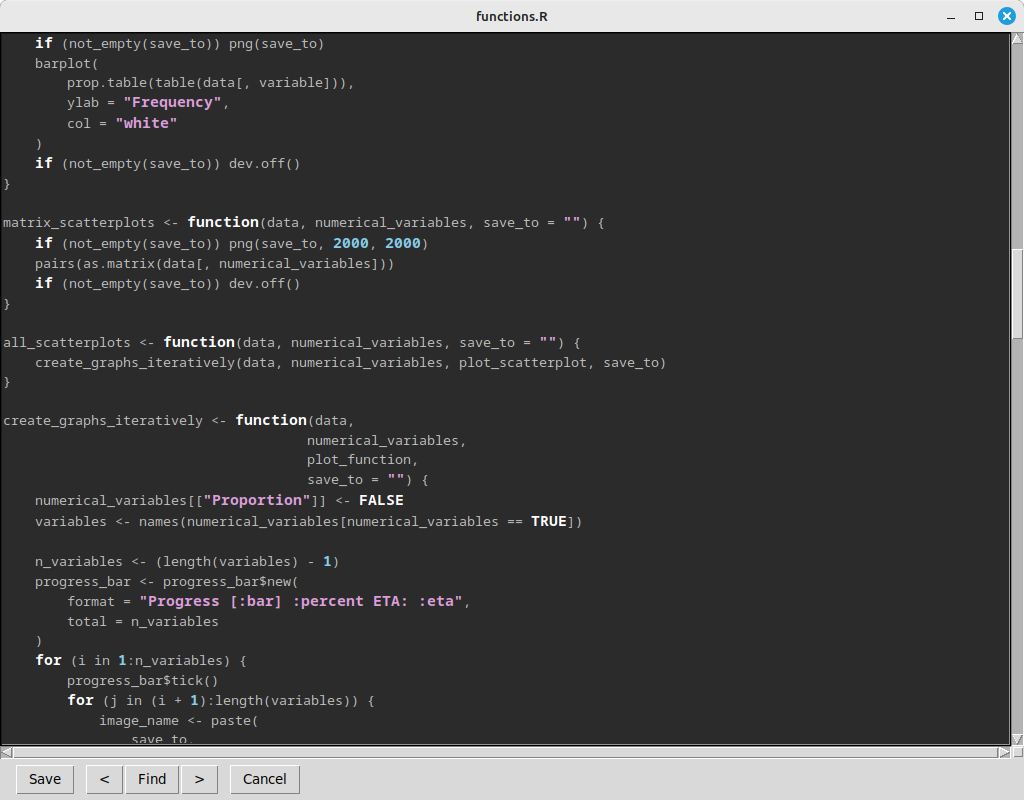 functions.R
    if (not_empty(save_to)) png(save_to)
    barplot(
        prop.table(table(data[, variable])),
        ylab = "Frequency",
        col = "white"
    )
    if (not_empty(save_to)) dev.off()
}

matrix_scatterplots <- function(data, numerical_variables, save_to = "") {
    if (not_empty(save_to)) png(save_to, 2000, 2000)
    pairs(as.matrix(data[, numerical_variables]))
    if (not_empty(save_to)) dev.off()
}

all_scatterplots <- function(data, numerical_variables, save_to = "") {
    create_graphs_iteratively(data, numerical_variables, plot_scatterplot, save_to)
}

create_graphs_iteratively <- function(data,
                                      numerical_variables,
                                      plot_function,
                                      save_to = "") {
    numerical_variables[["Proportion"]] <- FALSE
    variables <- names(numerical_variables[numerical_variables == TRUE])

    n_variables <- (length(variables) - 1)
    progress_bar <- progress_bar$new(
        format = "Progress [:bar] :percent ETA: :eta",
        total = n_variables
    )
    for (i in 1:n_variables) {
        progress_bar$tick()
        for (j in (i + 1):length(variables)) {
            image_name <- paste(
                save_to,
Save < Find > Cancel